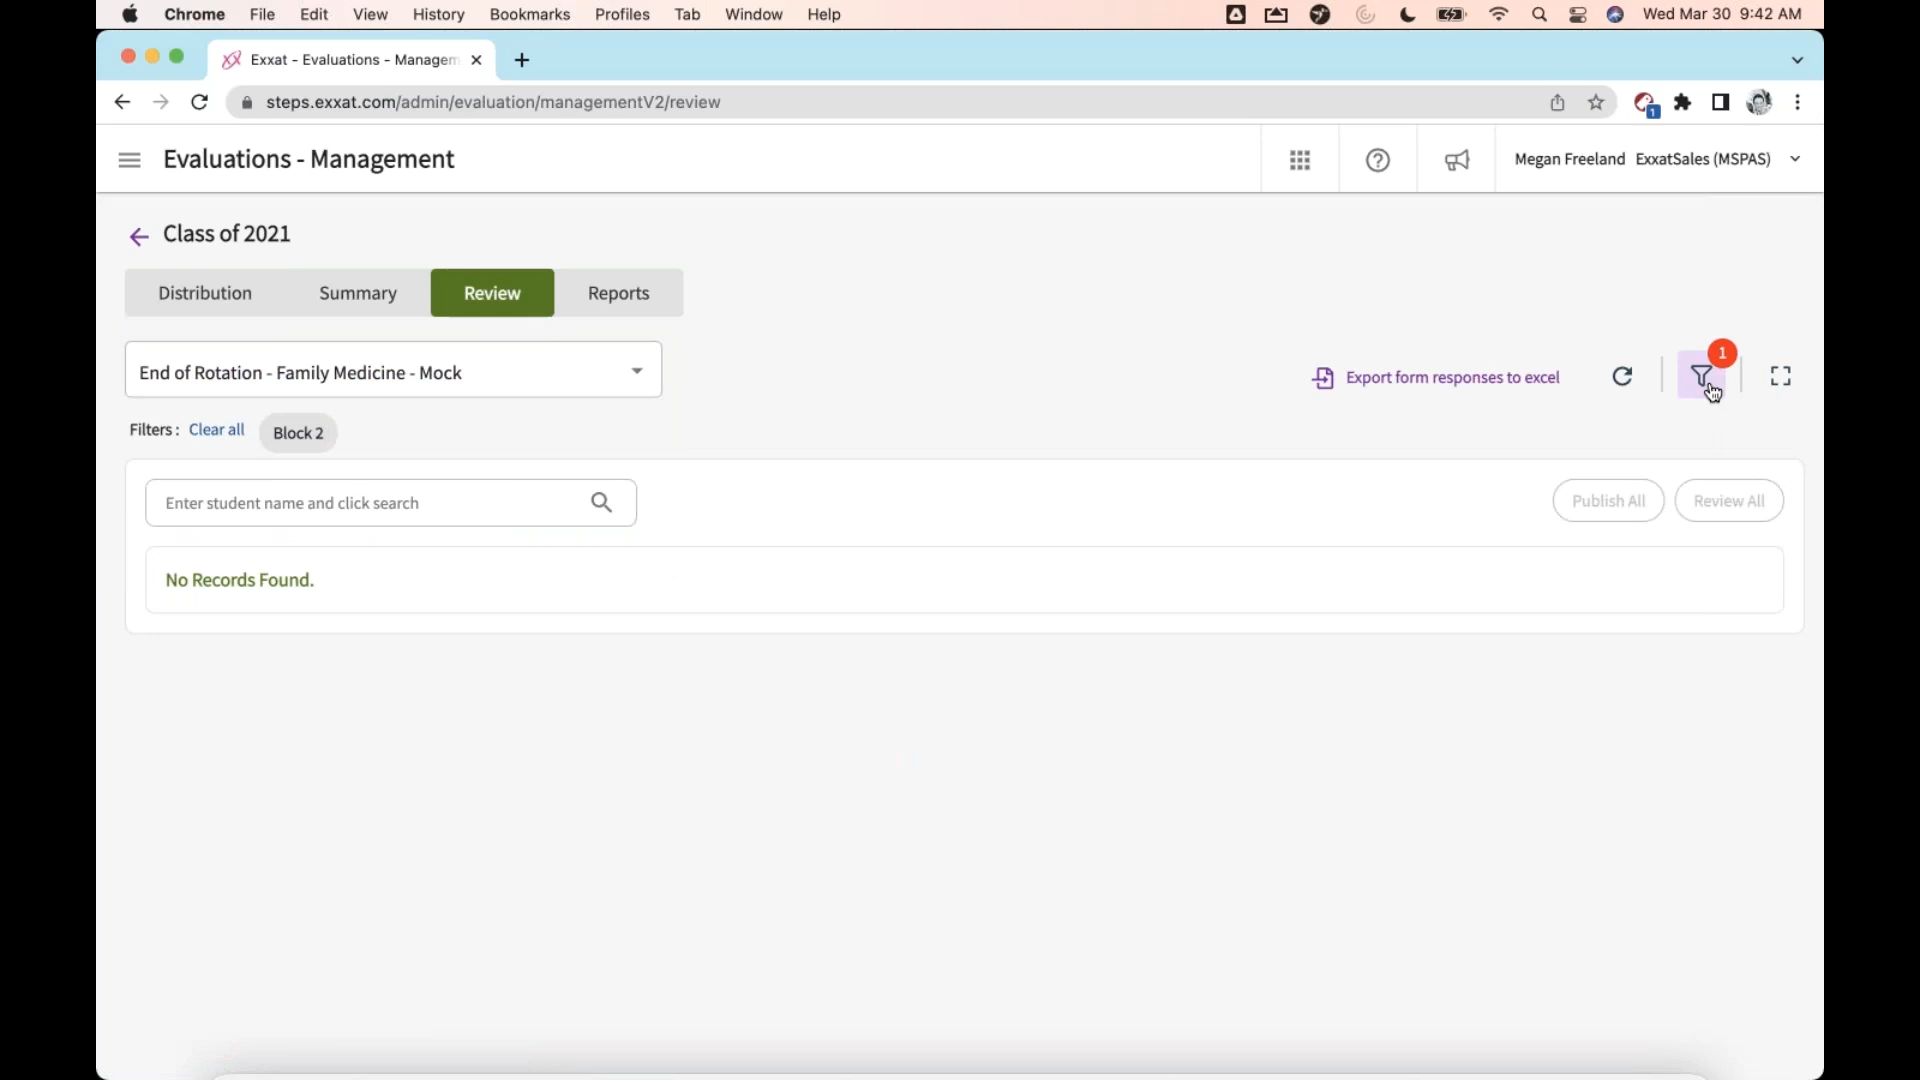 Chrome File Edit View History Bookmarks Profiles Tab Window Help Wed Mar 30 9:42 AM
Exxat - Evaluations - Managem
steps.exxat.com/admin/evaluation/managementV2/review 1
Evaluations - Management Megan Freeland ExxatSales (MSPAS)
Class of 2021
Distribution Summary Review Reports
End of Rotation - Family Medicine - Mock Export form responses to excel 1
Filters : Clear all Block 2
Enter student name and click search Publish All Review All
No Records Found.